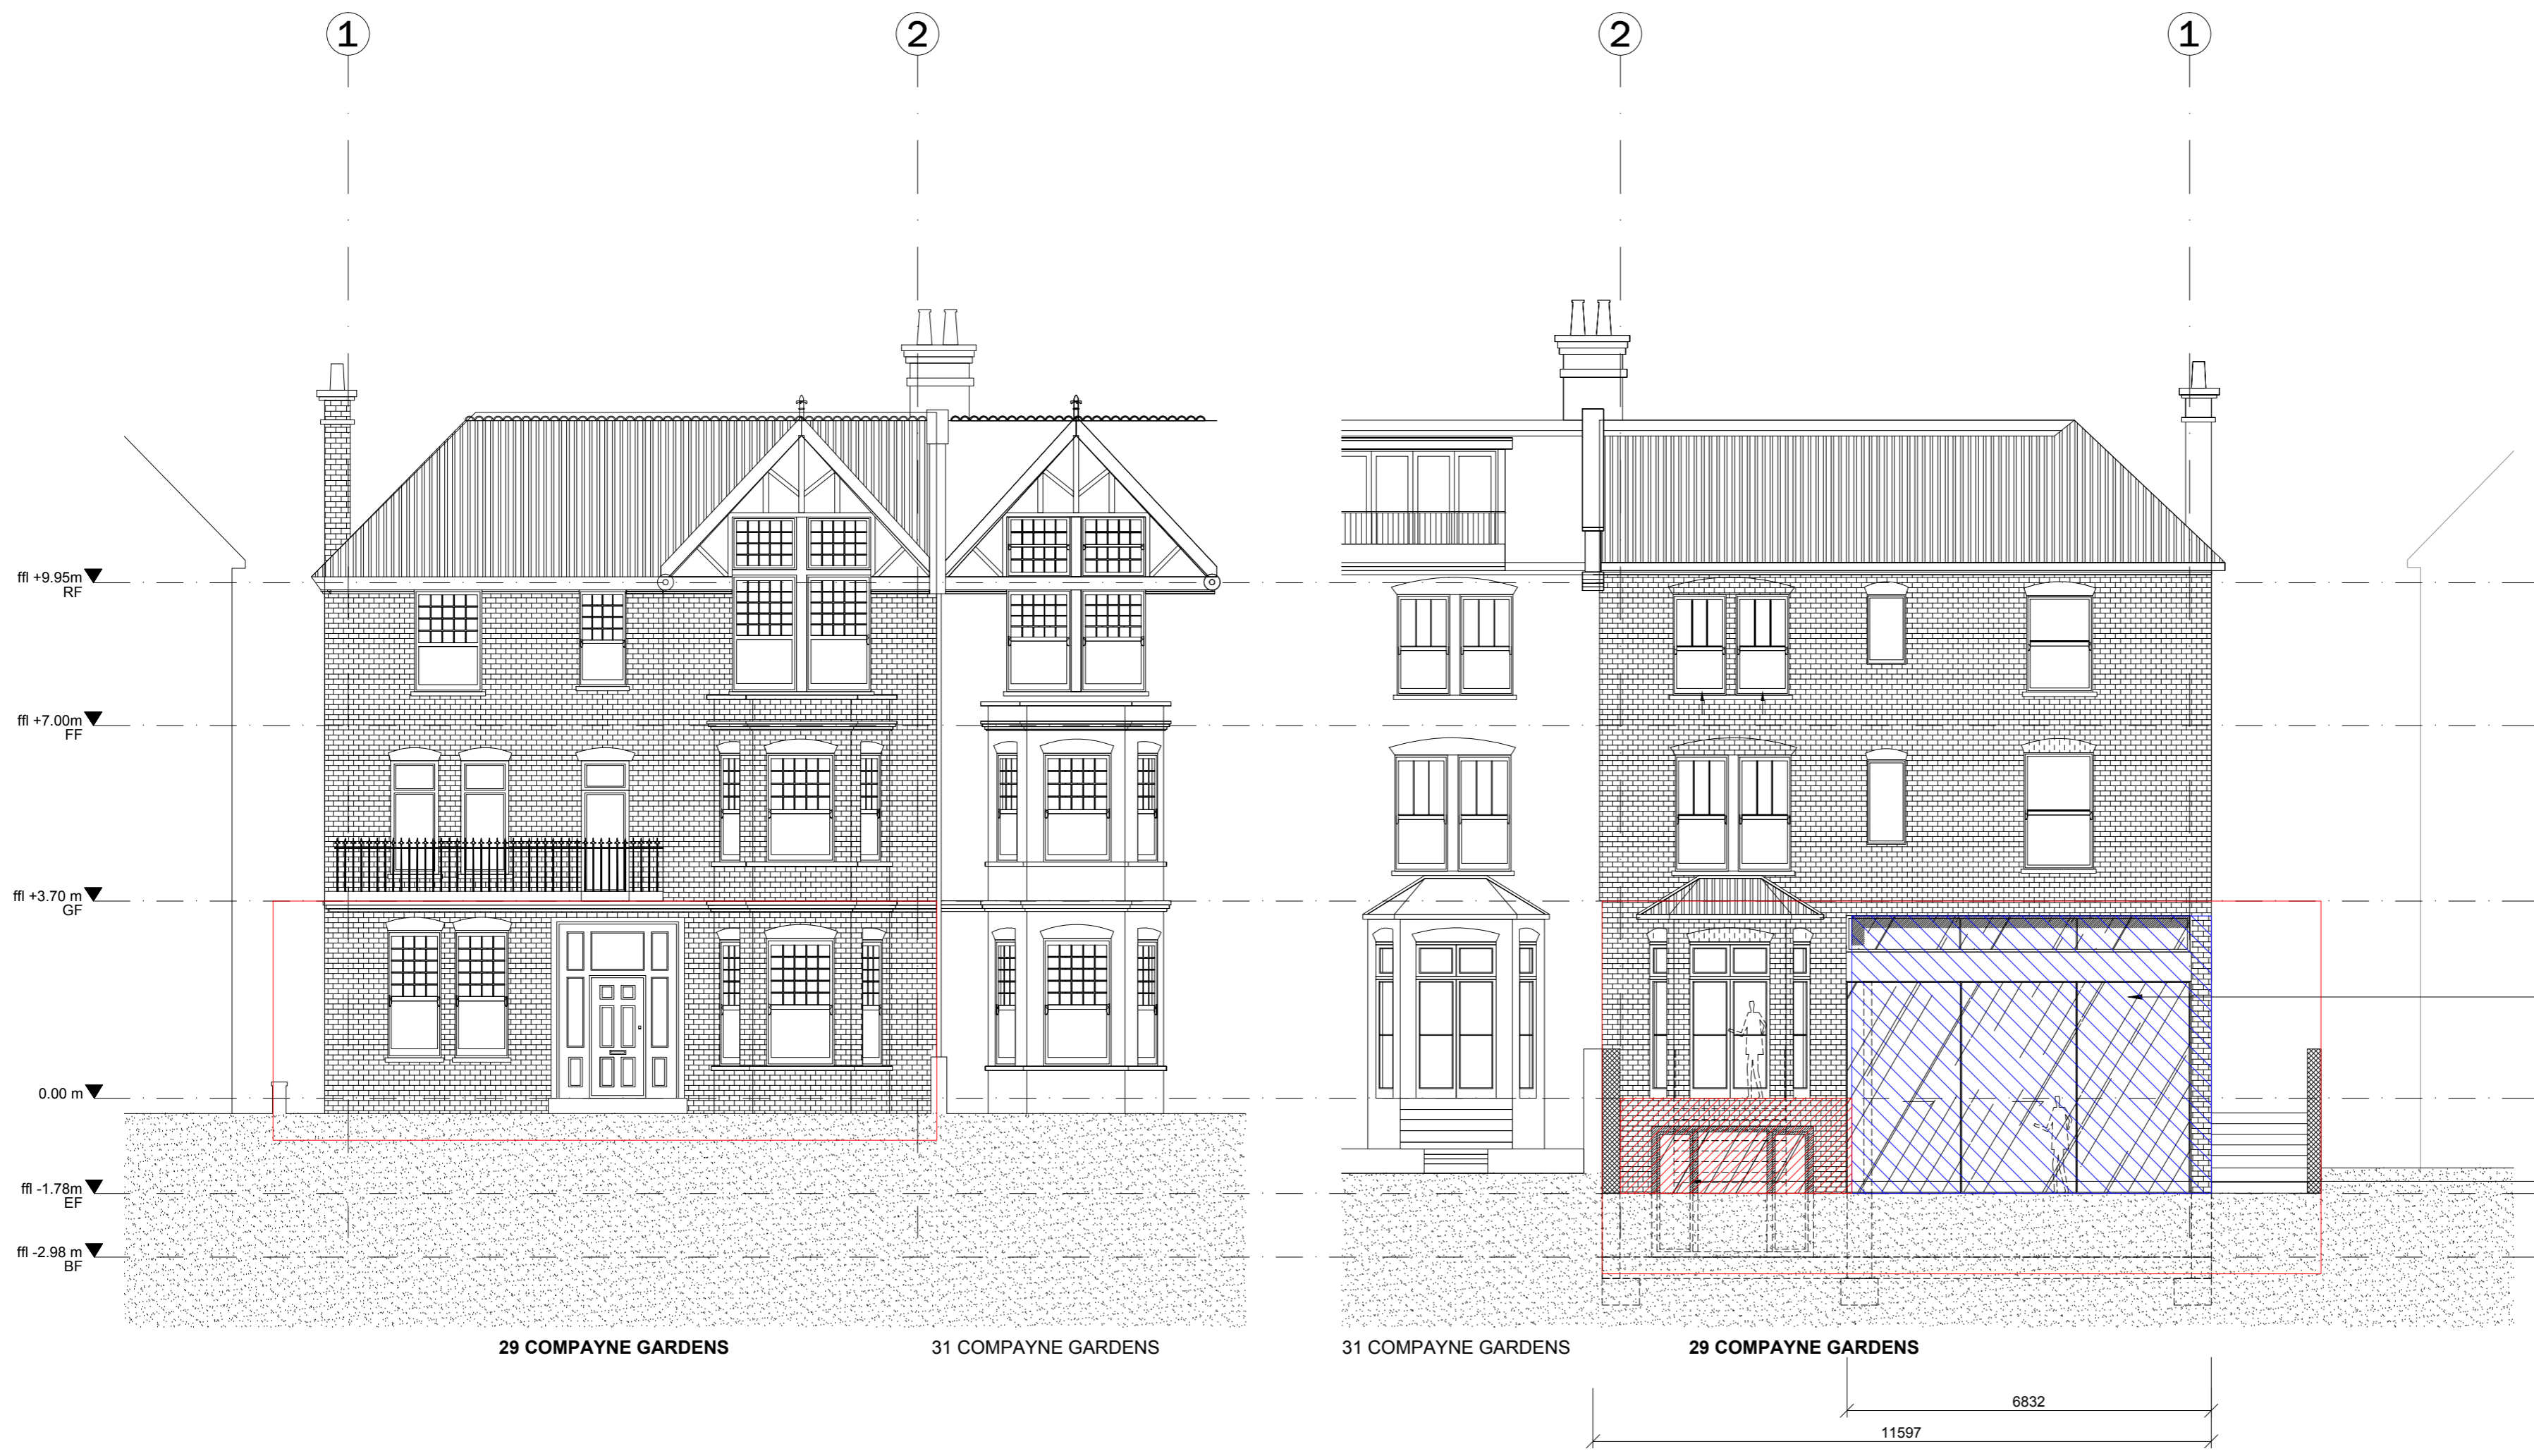 1
2
2
1
ffl +9.95m
RF
ffl +7.00m
FF
ffl +3.70 m
GF
0.00 m
ffl -1.78m
EF
ffl -2.98 m
BF
29 COMPAYNE GARDENS
31 COMPAYNE GARDENS
31 COMPAYNE GARDENS
29 COMPAYNE GARDENS
6832
11597